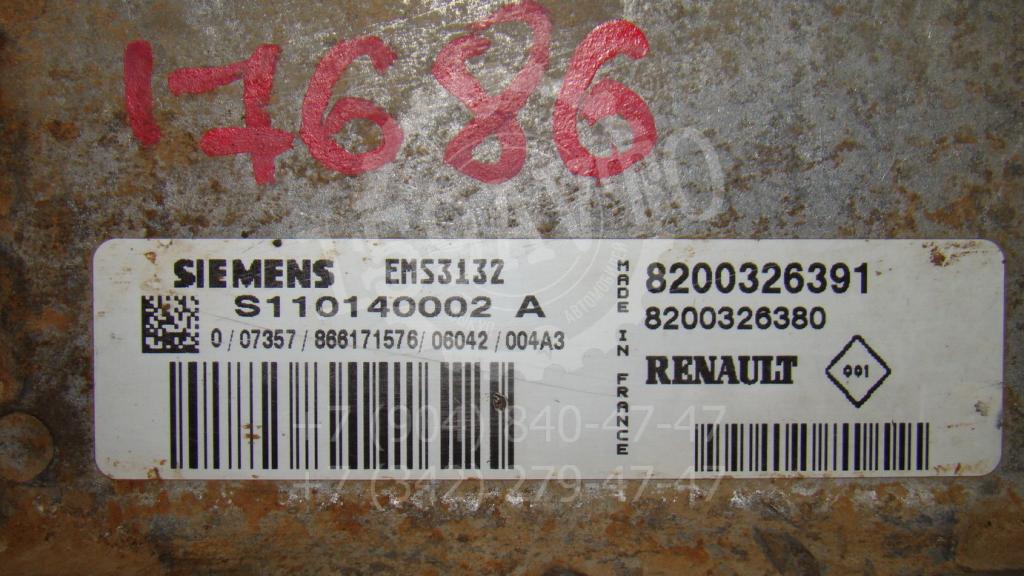 17686
SIEMENS EMS3132
S110140002 A
0 / 07357 / 866171576 / 06042 / 004A3
MADE IN FRANCE
8200326391
8200326380
RENAULT
001
+7 (904) 840-47-47
+7 (342) 279-47-47